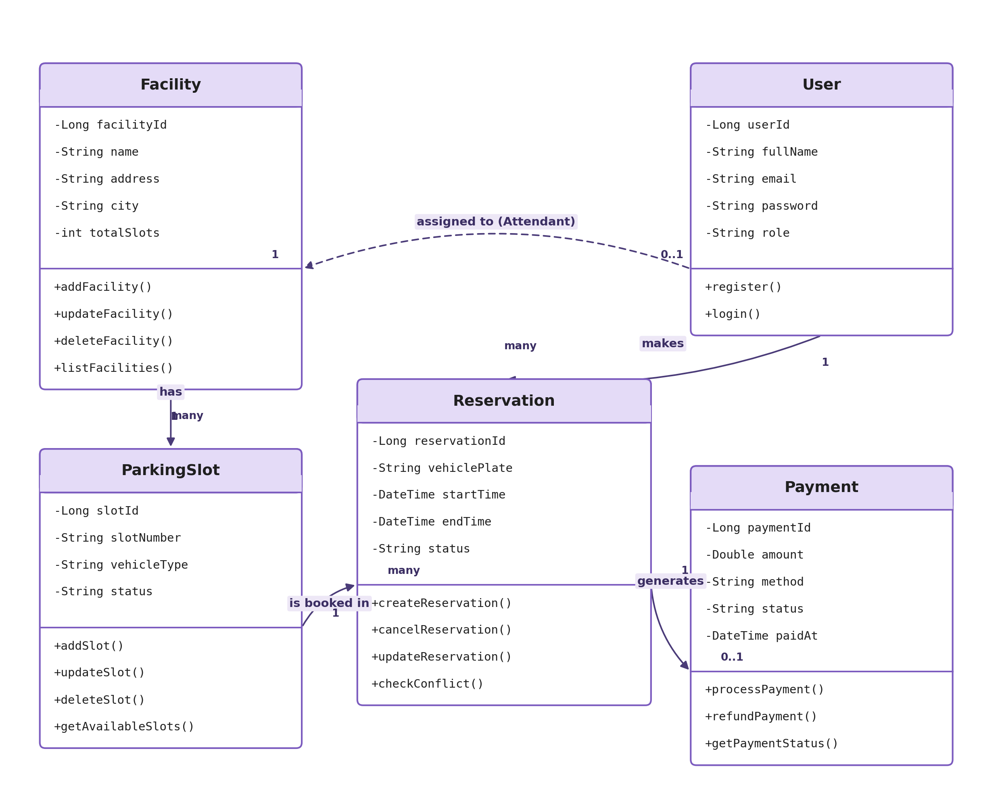 Facility
-Long facilityId
-String name
-String address
-String city
-int totalSlots
1
+addFacility()
+updateFacility()
+deleteFacility()
+listFacilities()
assigned to (Attendant)
0..1
User
-Long userId
-String fullName
-String email
-String password
-String role
+register()
+login()
many
makes
1
has
1
many
ParkingSlot
-Long slotId
-String slotNumber
-String vehicleType
-String status
+addSlot()
+updateSlot()
+deleteSlot()
+getAvailableSlots()
is booked in
1
Reservation
-Long reservationId
-String vehiclePlate
-DateTime startTime
-DateTime endTime
-String status
many
+createReservation()
+cancelReservation()
+updateReservation()
+checkConflict()
1
generates
Payment
-Long paymentId
-Double amount
-String method
-String status
-DateTime paidAt
0..1
+processPayment()
+refundPayment()
+getPaymentStatus()